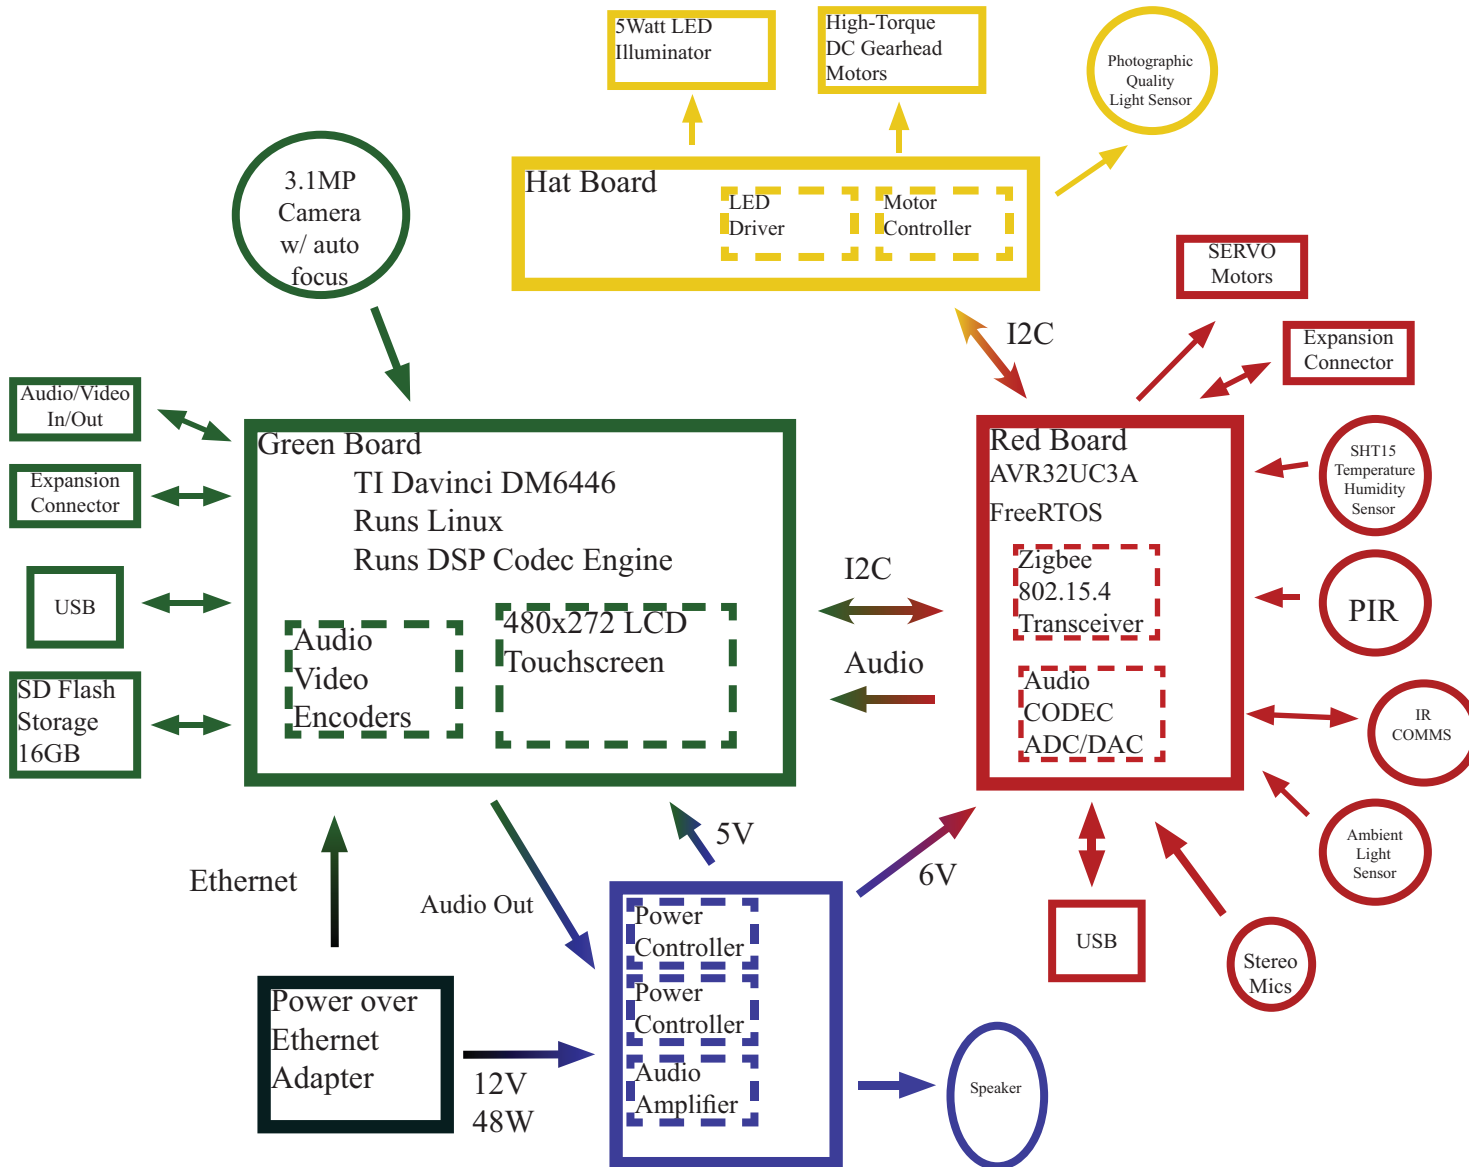 5Watt LED
Illuminator
High-Torque
DC Gearhead
Motors
Photographic
Quality
Light Sensor
3.1MP
Camera
w/ auto
focus
Hat Board
LED
Driver
Motor
Controller
SERVO
Motors
I2C
Expansion
Connector
Audio/Video
In/Out
Expansion
Connector
USB
SD Flash
Storage
16GB
Green Board
TI Davinci DM6446
Runs Linux
Runs DSP Codec Engine
Audio
Video
Encoders
480x272 LCD
Touchscreen
I2C
Audio
Red Board
AVR32UC3A
FreeRTOS
Zigbee
802.15.4
Transceiver
Audio
CODEC
ADC/DAC
SHT15
Temperature
Humidity
Sensor
PIR
IR
COMMS
Ambient
Light
Sensor
Stereo
Mics
USB
5V
6V
Ethernet
Audio Out
Power over
Ethernet
Adapter
12V
48W
Power
Controller
Power
Controller
Audio
Amplifier
Speaker